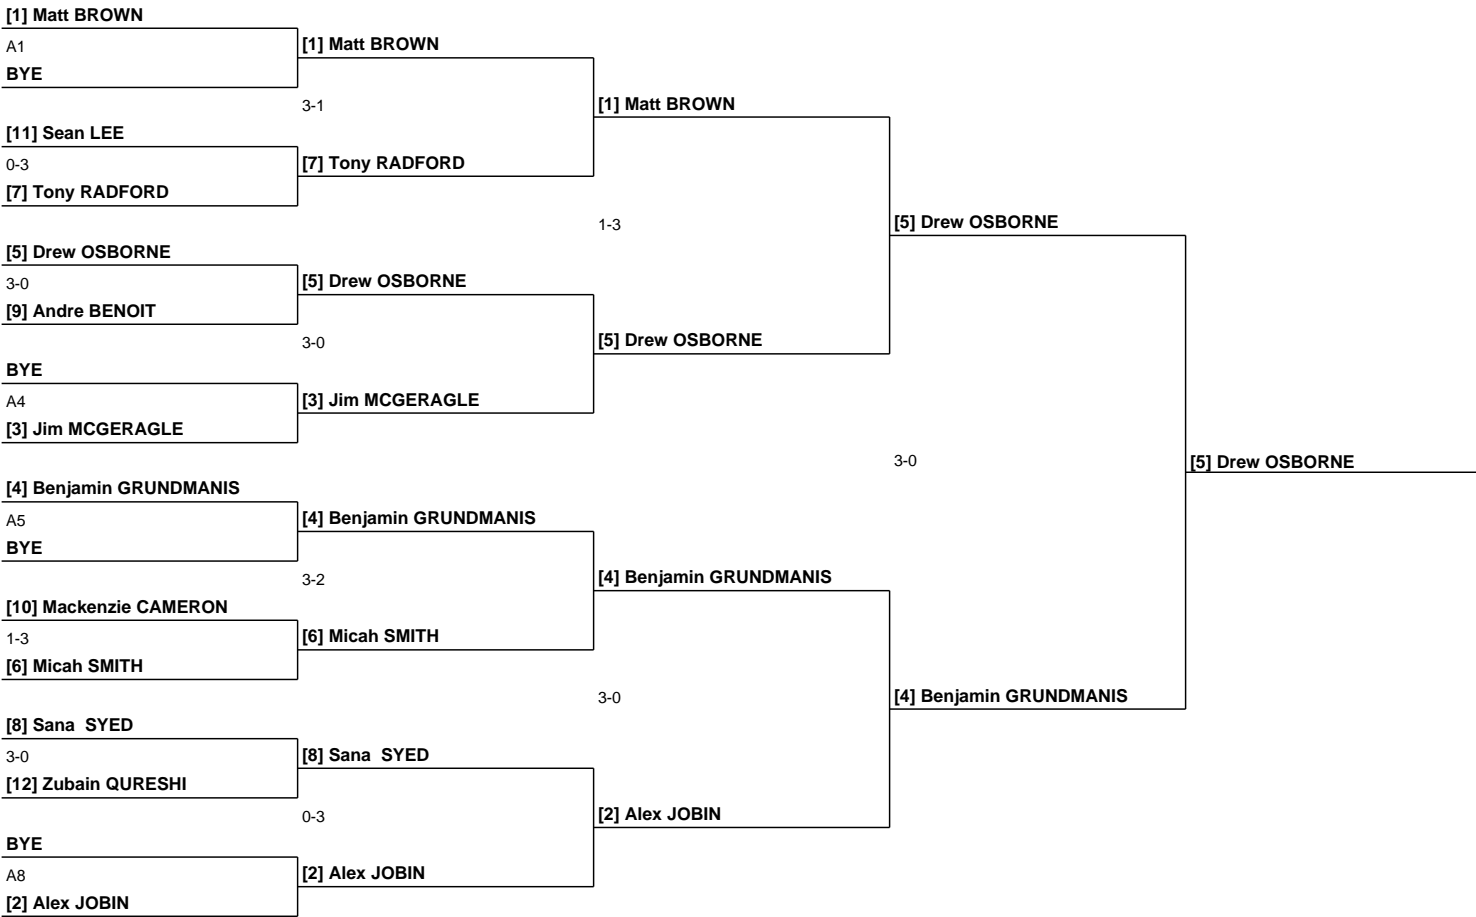 [1] Matt BROWN
A1
BYE
[11] Sean LEE
0-3
[7] Tony RADFORD
[5] Drew OSBORNE
3-0
[9] Andre BENOIT
BYE
A4
[3] Jim MCGERAGLE
[4] Benjamin GRUNDMANIS
A5
BYE
[10] Mackenzie CAMERON
1-3
[6] Micah SMITH
[8] Sana  SYED
3-0
[12] Zubain QURESHI
BYE
A8
[2] Alex JOBIN
[1] Matt BROWN
3-1
[7] Tony RADFORD
[5] Drew OSBORNE
3-0
[3] Jim MCGERAGLE
[4] Benjamin GRUNDMANIS
3-2
[6] Micah SMITH
[8] Sana  SYED
0-3
[2] Alex JOBIN
[1] Matt BROWN
1-3
[5] Drew OSBORNE
[4] Benjamin GRUNDMANIS
3-0
[2] Alex JOBIN
[5] Drew OSBORNE
3-0
[4] Benjamin GRUNDMANIS
[5] Drew OSBORNE